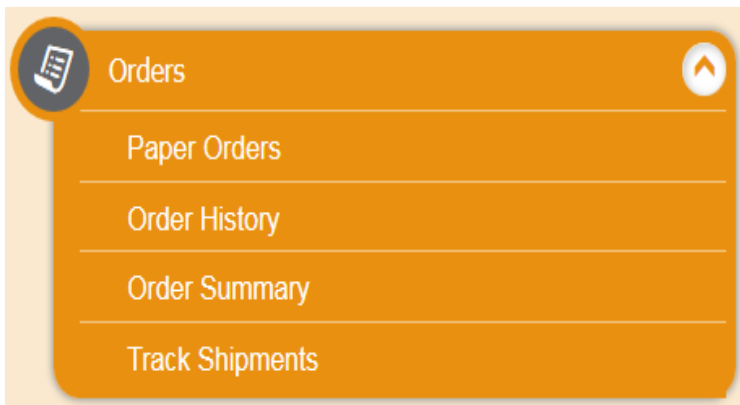 Orders
Paper Orders
Order History
Order Summary
Track Shipments